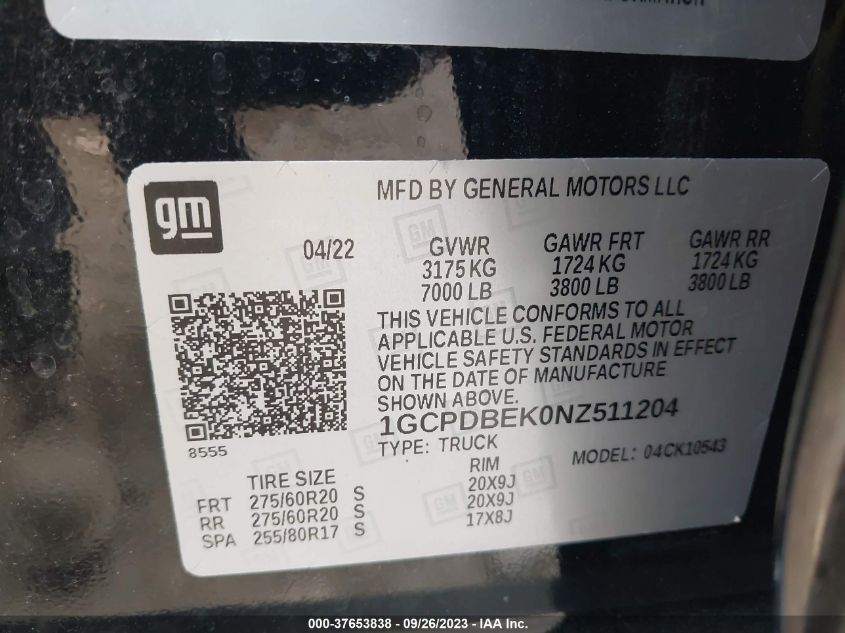 gm
MFD BY GENERAL MOTORS LLC
04/22
GVWR GAWR FRT GAWR RR
3175 KG 1724 KG 1724 KG
7000 LB 3800 LB 3800 LB
THIS VEHICLE CONFORMS TO ALL
APPLICABLE U.S. FEDERAL MOTOR
VEHICLE SAFETY STANDARDS IN EFFECT
ON THE DATE OF MANUFACTURE
SHOWN ABOVE.
1GCPDBEK0NZ511204
8555
TYPE: TRUCK MODEL: 04CK10543
TIRE SIZE RIM
FRT 275/60R20 S 20X9J
RR 275/60R20 S 20X9J
SPA 255/80R17 S 17X8J
000-37653838 / 09/26/2023 / IAA Inc.